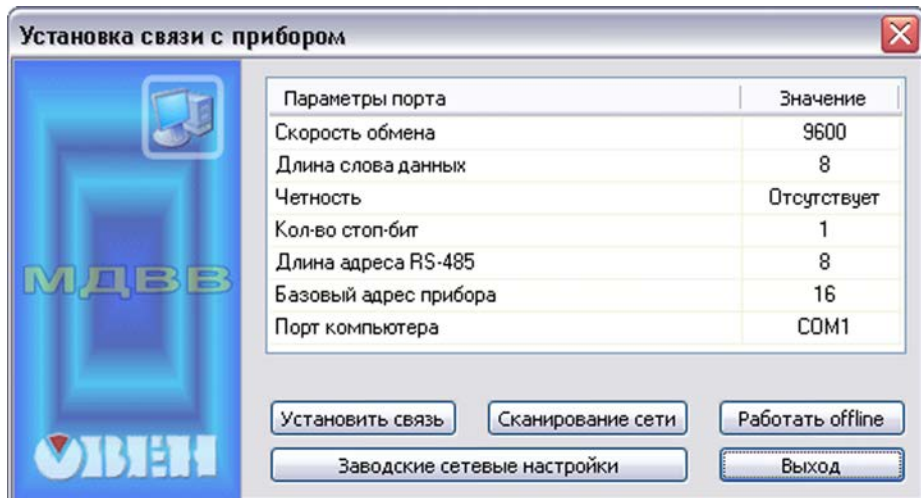 Установка связи с прибором
МДВВ
ОВЕН
Параметры порта Значение
Скорость обмена 9600
Длина слова данных 8
Четность Отсутствует
Кол-во стоп-бит 1
Длина адреса RS-485 8
Базовый адрес прибора 16
Порт компьютера COM1
Установить связь Сканирование сети Работать offline
Заводские сетевые настройки Выход